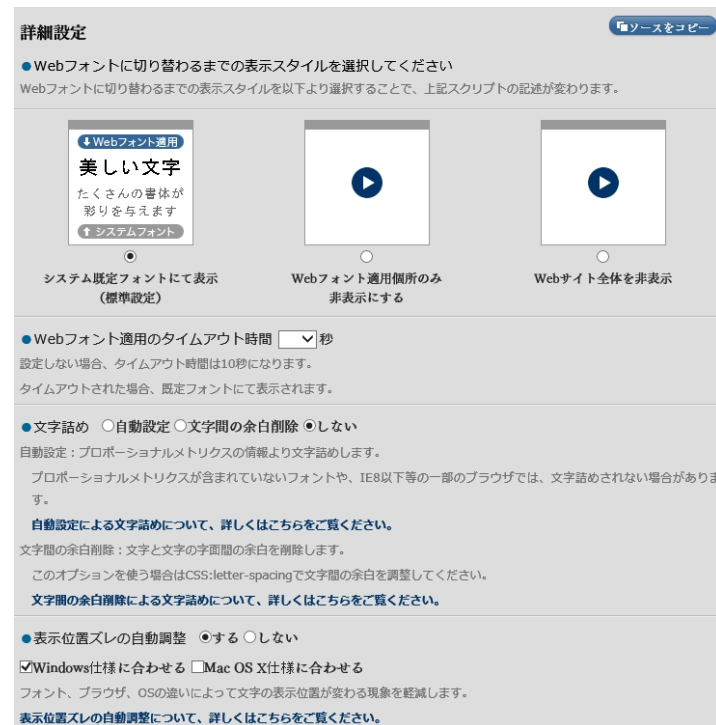 詳細設定
ソースをコピー
●Webフォントに切り替わるまでの表示スタイルを選択してください
Webフォントに切り替わるまでの表示スタイルを以下より選択することで、上記スクリプトの記述が変わります。
Webフォント適用
美しい文字
たくさんの書体が
彩りを与えます
システムフォント
システム既定フォントにて表示
(標準設定)
Webフォント適用個所のみ
非表示にする
Webサイト全体を非表示
●Webフォント適用のタイムアウト時間 秒
設定しない場合、タイムアウト時間は10秒になります。
タイムアウトされた場合、既定フォントにて表示されます。
●文字詰め 自動設定 文字間の余白削除 しない
自動設定：プロポーショナルメトリクスの情報より文字詰めします。
プロポーショナルメトリクスが含まれていないフォントや、IE8以下等の一部のブラウザでは、文字詰めされない場合がありま
す。
自動設定による文字詰めについて、詳しくはこちらをご覧ください。
文字間の余白削除：文字と文字の字面間の余白を削除します。
このオプションを使う場合はCSS:letter-spacingで文字間の余白を調整してください。
文字間の余白削除による文字詰めについて、詳しくはこちらをご覧ください。
●表示位置ズレの自動調整 する しない
Windows仕様に合わせる Mac OS X仕様に合わせる
フォント、ブラウザ、OSの違いによって文字の表示位置が変わる現象を軽減します。
表示位置ズレの自動調整について、詳しくはこちらをご覧ください。